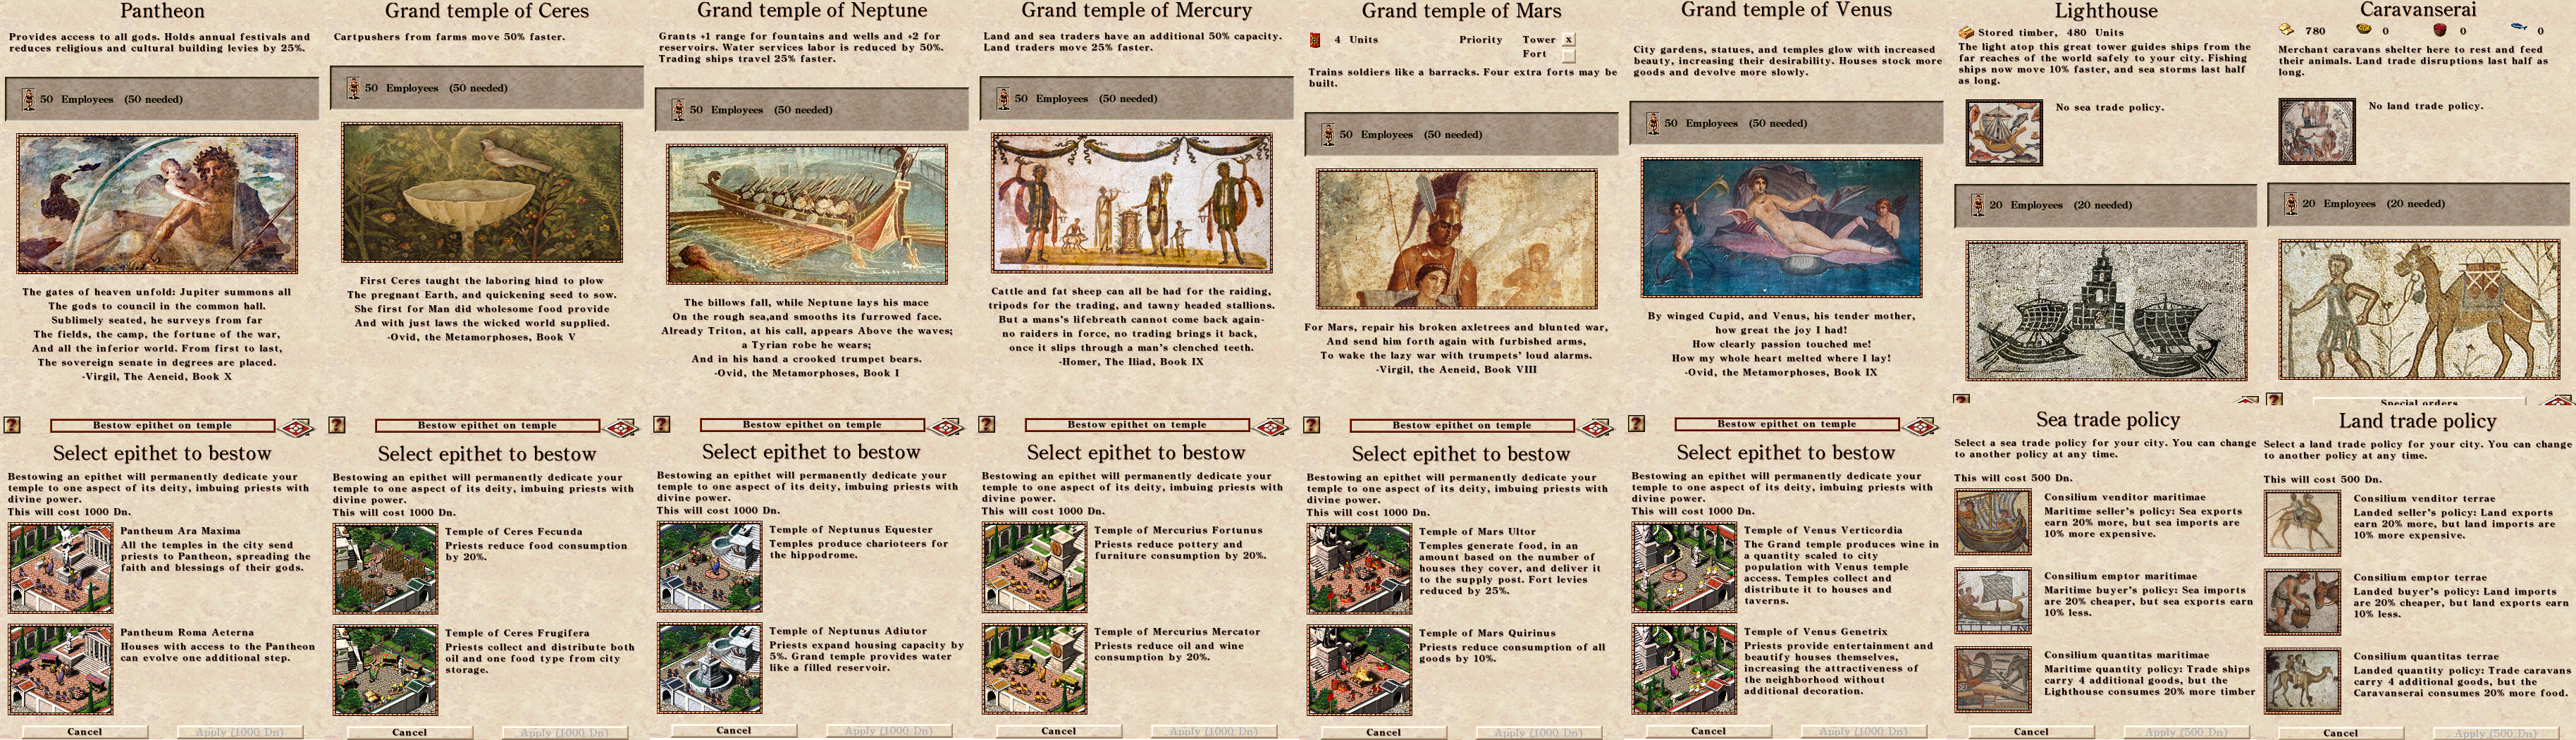 Pantheon
Provides access to all gods. Holds annual festivals and
reduces religious and cultural building levies by 25%.
50 Employees (50 needed)
The gates of heaven unfold: Jupiter summons all
The gods to council in the common hall.
Sublimely seated, he surveys from far
The fields, the camp, the fortune of the war,
And all the inferior world. From first to last,
The sovereign senate in degrees are placed.
-Virgil, The Aeneid, Book X
?
Bestow epithet on temple
Select epithet to bestow
Bestowing an epithet will permanently dedicate your
temple to one aspect of its deity, imbuing priests with
divine power.
This will cost 1000 Dn.
Pantheum Ara Maxima
All the temples in the city send
priests to Pantheon, spreading the
faith and blessings of their gods.
Pantheum Roma Aeterna
Houses with access to the Pantheon
can evolve one additional step.
Cancel
Apply (1000 Dn)
Grand temple of Ceres
Cartpushers from farms move 50% faster.
50 Employees (50 needed)
First Ceres taught the laboring hind to plow
The pregnant Earth, and quickening seed to sow.
She first for Man did wholesome food provide
And with just laws the wicked world supplied.
-Ovid, the Metamorphoses, Book V
?
Bestow epithet on temple
Select epithet to bestow
Bestowing an epithet will permanently dedicate your
temple to one aspect of its deity, imbuing priests with
divine power.
This will cost 1000 Dn.
Temple of Ceres Fecunda
Priests reduce food consumption
by 20%.
Temple of Ceres Frugifera
Priests collect and distribute both
oil and one food type from city
storage.
Cancel
Apply (1000 Dn)
Grand temple of Neptune
Grants +1 range for fountains and wells and +2 for
reservoirs. Water services labor is reduced by 50%.
Trading ships travel 25% faster.
50 Employees (50 needed)
The billows fall, while Neptune lays his mace
On the rough sea,and smooths its furrowed face.
Already Triton, at his call, appears Above the waves;
a Tyrian robe he wears;
And in his hand a crooked trumpet bears.
-Ovid, the Metamorphoses, Book I
?
Bestow epithet on temple
Select epithet to bestow
Bestowing an epithet will permanently dedicate your
temple to one aspect of its deity, imbuing priests with
divine power.
This will cost 1000 Dn.
Temple of Neptunus Equester
Temples produce charioteers for
the hippodrome.
Temple of Neptunus Adiutor
Priests expand housing capacity by
5%. Grand temple provides water
like a filled reservoir.
Cancel
Apply (1000 Dn)
Grand temple of Mercury
Land and sea traders have an additional 50% capacity.
Land traders move 25% faster.
50 Employees (50 needed)
Cattle and fat sheep can all be had for the raiding,
tripods for the trading, and tawny headed stallions.
But a man's lifebreath cannot come back again-
no raiders in force, no trading brings it back,
once it slips through a man's clenched teeth.
-Homer, The Iliad, Book IX
?
Bestow epithet on temple
Select epithet to bestow
Bestowing an epithet will permanently dedicate your
temple to one aspect of its deity, imbuing priests with
divine power.
This will cost 1000 Dn.
Temple of Mercurius Fortunus
Priests reduce pottery and
furniture consumption by 20%.
Temple of Mercurius Mercator
Priests reduce oil and wine
consumption by 20%.
Cancel
Apply (1000 Dn)
Grand temple of Mars
4 Units Priority Tower x
Fort
Trains soldiers like a barracks. Four extra forts may be
built.
50 Employees (50 needed)
For Mars, repair his broken axletrees and blunted war,
And send him forth again with furbished arms,
To wake the lazy war with trumpets' loud alarms.
-Virgil, the Aeneid, Book VIII
?
Bestow epithet on temple
Select epithet to bestow
Bestowing an epithet will permanently dedicate your
temple to one aspect of its deity, imbuing priests with
divine power.
This will cost 1000 Dn.
Temple of Mars Ultor
Temples generate food, in an
amount based on the number of
houses they cover, and deliver it
to the supply post. Fort levies
reduced by 25%.
Temple of Mars Quirinus
Priests reduce consumption of all
goods by 10%.
Cancel
Apply (1000 Dn)
Grand temple of Venus
City gardens, statues, and temples glow with increased
beauty, increasing their desirability. Houses stock more
goods and devolve more slowly.
50 Employees (50 needed)
By winged Cupid, and Venus, his tender mother,
how great the joy I had!
How clearly passion touched me!
How my whole heart melted where I lay!
-Ovid, the Metamorphoses, Book IX
?
Bestow epithet on temple
Select epithet to bestow
Bestowing an epithet will permanently dedicate your
temple to one aspect of its deity, imbuing priests with
divine power.
This will cost 1000 Dn.
Temple of Venus Verticordia
The Grand temple produces wine in
a quantity scaled to city
population with Venus temple
access. Temples collect and
distribute it to houses and
taverns.
Temple of Venus Genetrix
Priests provide entertainment and
beautify houses themselves,
increasing the attractiveness of
the neighborhood without
additional decoration.
Cancel
Apply (1000 Dn)
Lighthouse
Stored timber, 480 Units
The light atop this great tower guides ships from the
far reaches of the world safely to your city. Fishing
ships now move 10% faster, and sea storms last half
as long.
No sea trade policy.
20 Employees (20 needed)
Sea trade policy
Select a sea trade policy for your city. You can change
to another policy at any time.
This will cost 500 Dn.
Consilium venditor maritimae
Maritime seller's policy: Sea exports
earn 20% more, but sea imports are
10% more expensive.
Consilium emptor maritimae
Maritime buyer's policy: Sea imports
are 20% cheaper, but sea exports earn
10% less.
Consilium quantitas maritimae
Maritime quantity policy: Trade ships
carry 4 additional goods, but the
Lighthouse consumes 20% more timber
Cancel
Apply (500 Dn)
Caravanserai
780 0 0 0
Merchant caravans shelter here to rest and feed
their animals. Land trade disruptions last half as
long.
No land trade policy.
20 Employees (20 needed)
Special orders
Land trade policy
Select a land trade policy for your city. You can change
to another policy at any time.
This will cost 500 Dn.
Consilium venditor terrae
Landed seller's policy: Land exports
earn 20% more, but land imports are
10% more expensive.
Consilium emptor terrae
Landed buyer's policy: Land imports
are 20% cheaper, but land exports earn
10% less.
Consilium quantitas terrae
Landed quantity policy: Trade caravans
carry 4 additional goods, but the
Caravanserai consumes 20% more food.
Cancel
Apply (500 Dn)